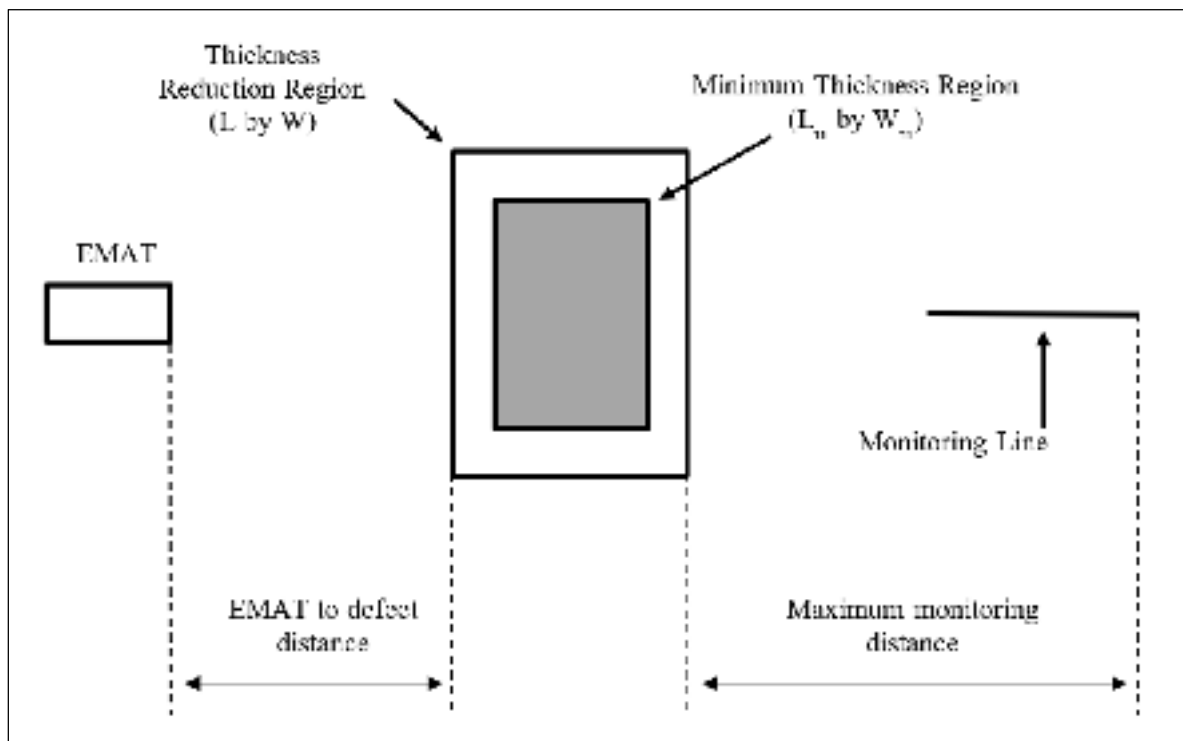 Thickness
Reduction Region
(L by W)
Minimum Thickness Region
(Lₘ by Wₘ)
EMAT
Monitoring Line
EMAT to defect
distance
Maximum monitoring
distance